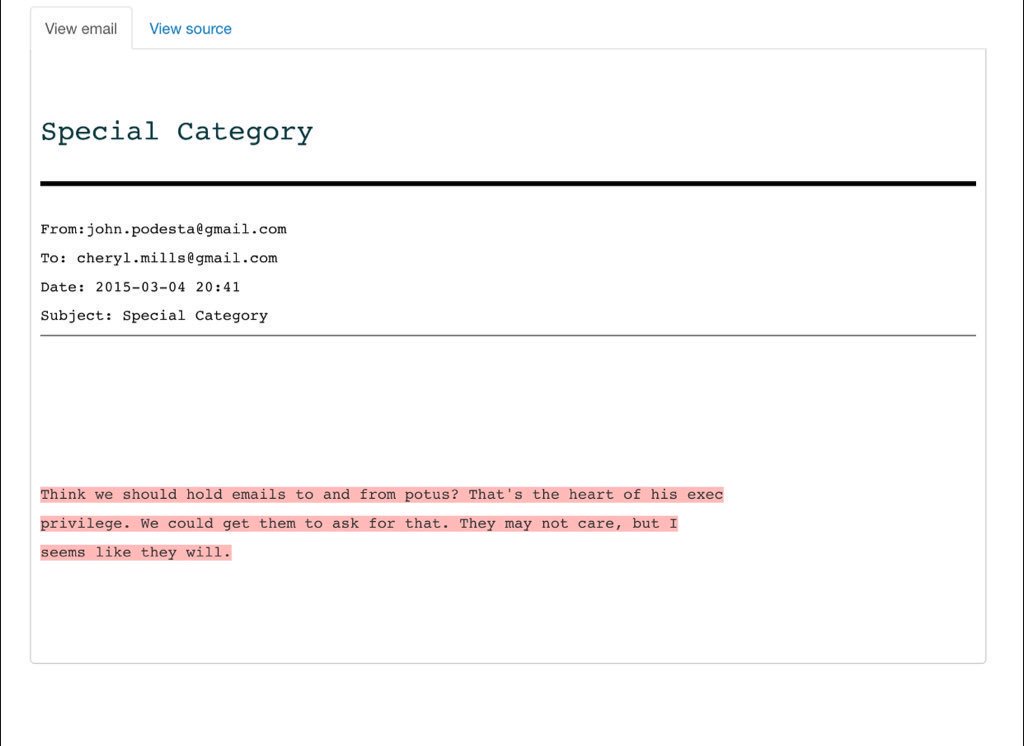 View email
View source
Special Category
From:john.podesta@gmail.com
To: cheryl.mills@gmail.com
Date: 2015-03-04 20:41
Subject: Special Category
Think we should hold emails to and from potus? That's the heart of his exec
privilege. We could get them to ask for that. They may not care, but I
seems like they will.